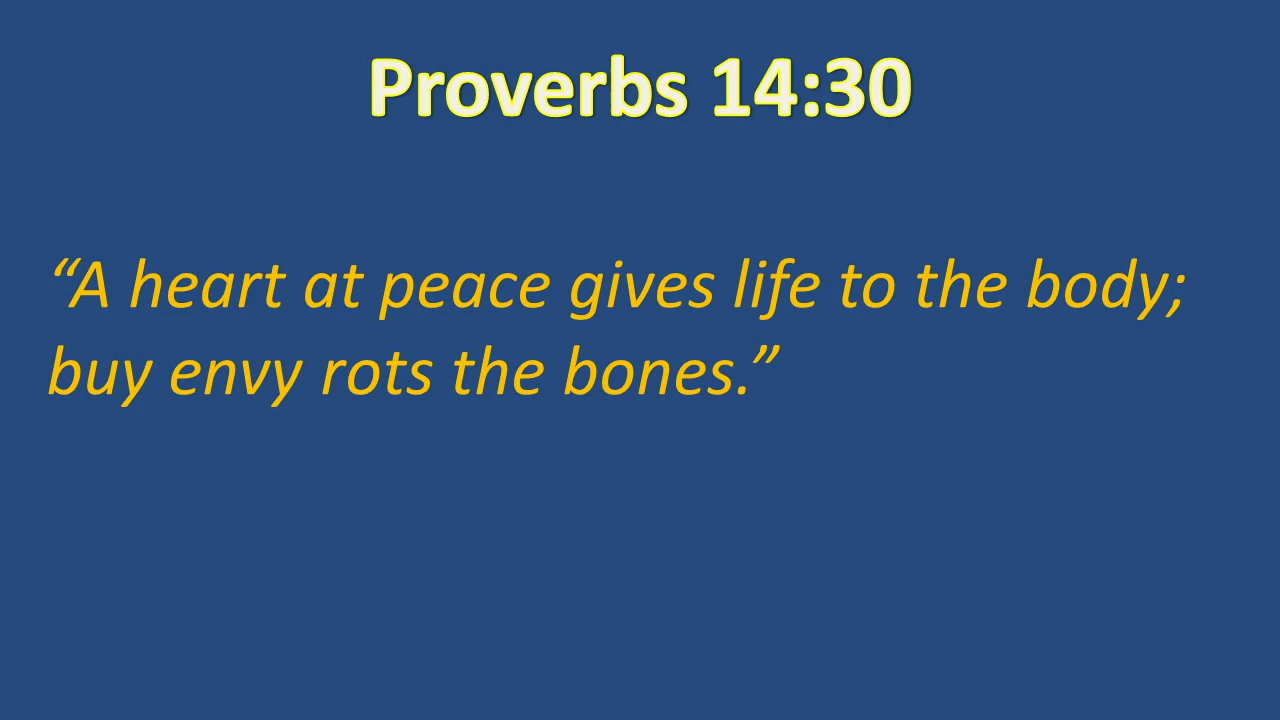 Proverbs 14:30
“A heart at peace gives life to the body;
buy envy rots the bones.”